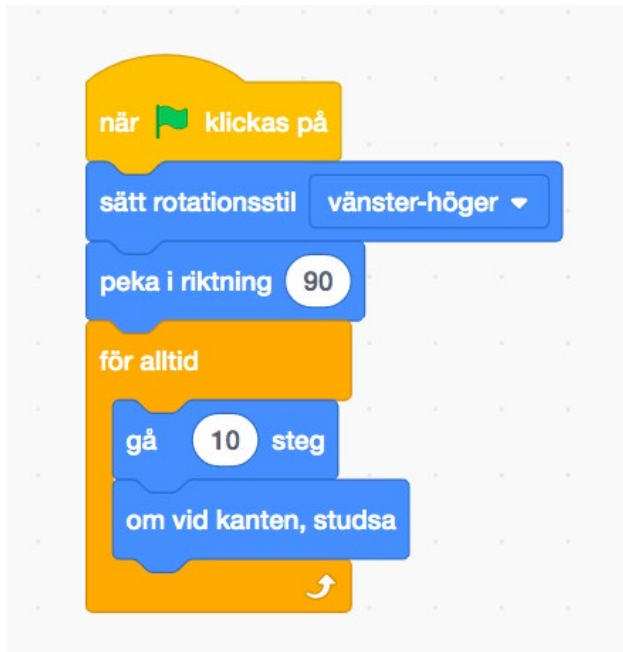 när klickas på
sätt rotationsstil vänster-höger
peka i riktning 90
för alltid
gå 10 steg
om vid kanten, studsa